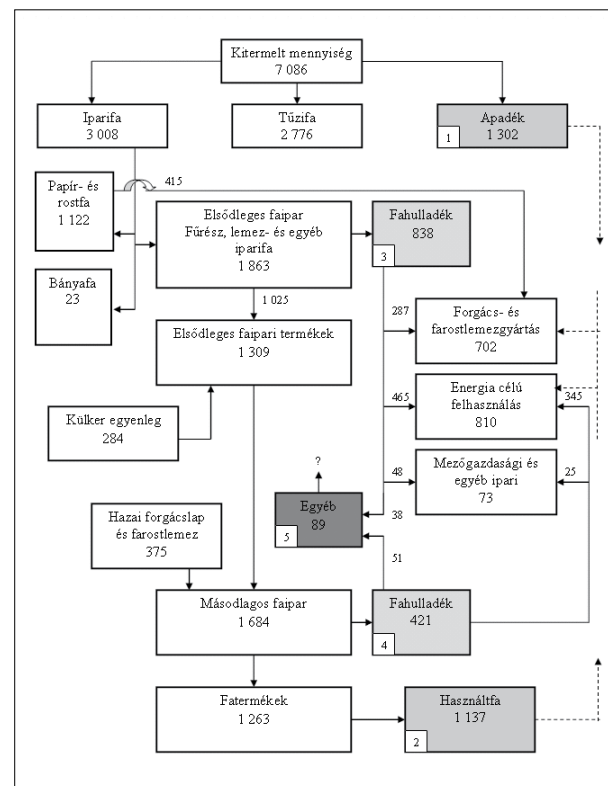 Kitermelt mennyiség
7 086
Iparifa
3 008
Tűzifa
2 776
Apadék
1 302
1
415
Papír- és
rostfa
1 122
Elsődleges faipar
Fűrész, lemez- és egyéb
iparifa
1 863
Fahulladék
838
3
Bányafa
23
1 025
287
Forgács- és
farostlemezgyártás
702
Elsődleges faipari termékek
1 309
465
Energia célú
felhasználás
810
345
Külker egyenleg
284
?
48
Mezőgazdasági és
egyéb ipari
73
25
Egyéb
89
5
38
Hazai forgácslap
és farostlemez
375
51
Másodlagos faipar
1 684
Fahulladék
421
4
Fatermékek
1 263
Használtfa
1 137
2